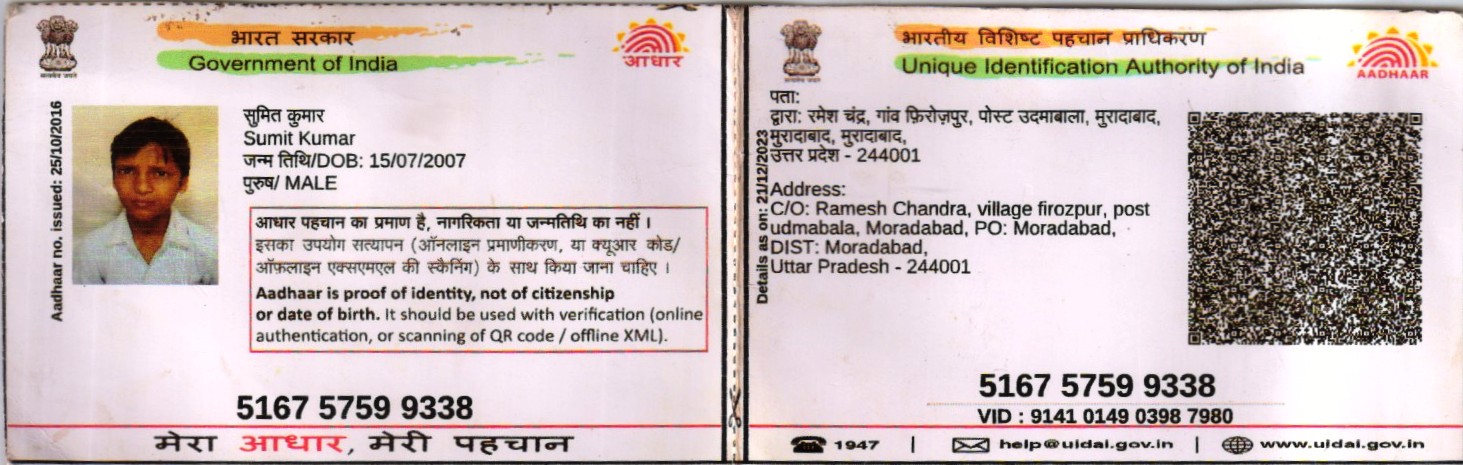 भारत सरकार
Government of India
आधार
Aadhaar no. issued: 25/10/2016
सुमित कुमार
Sumit Kumar
जन्म तिथि/DOB: 15/07/2007
पुरुष/ MALE
आधार पहचान का प्रमाण है, नागरिकता या जन्मतिथि का नहीं ।
इसका उपयोग सत्यापन (ऑनलाइन प्रमाणीकरण, या क्यूआर कोड/
ऑफ़लाइन एक्सएमएल की स्कैनिंग) के साथ किया जाना चाहिए ।
Aadhaar is proof of identity, not of citizenship
or date of birth. It should be used with verification (online
authentication, or scanning of QR code / offline XML).
5167 5759 9338
मेरा आधार, मेरी पहचान
भारतीय विशिष्ट पहचान प्राधिकरण
Unique Identification Authority of India
AADHAAR
Details as on: 21/12/2023
पता:
द्वारा: रमेश चंद्र, गांव फ़िरोज़पुर, पोस्ट उदमाबाला, मुरादाबाद,
मुरादाबाद, मुरादाबाद,
उत्तर प्रदेश - 244001
Address:
C/O: Ramesh Chandra, village firozpur, post
udmabala, Moradabad, PO: Moradabad,
DIST: Moradabad,
Uttar Pradesh - 244001
5167 5759 9338
VID : 9141 0149 0398 7980
1947 | help@uidai.gov.in | www.uidai.gov.in